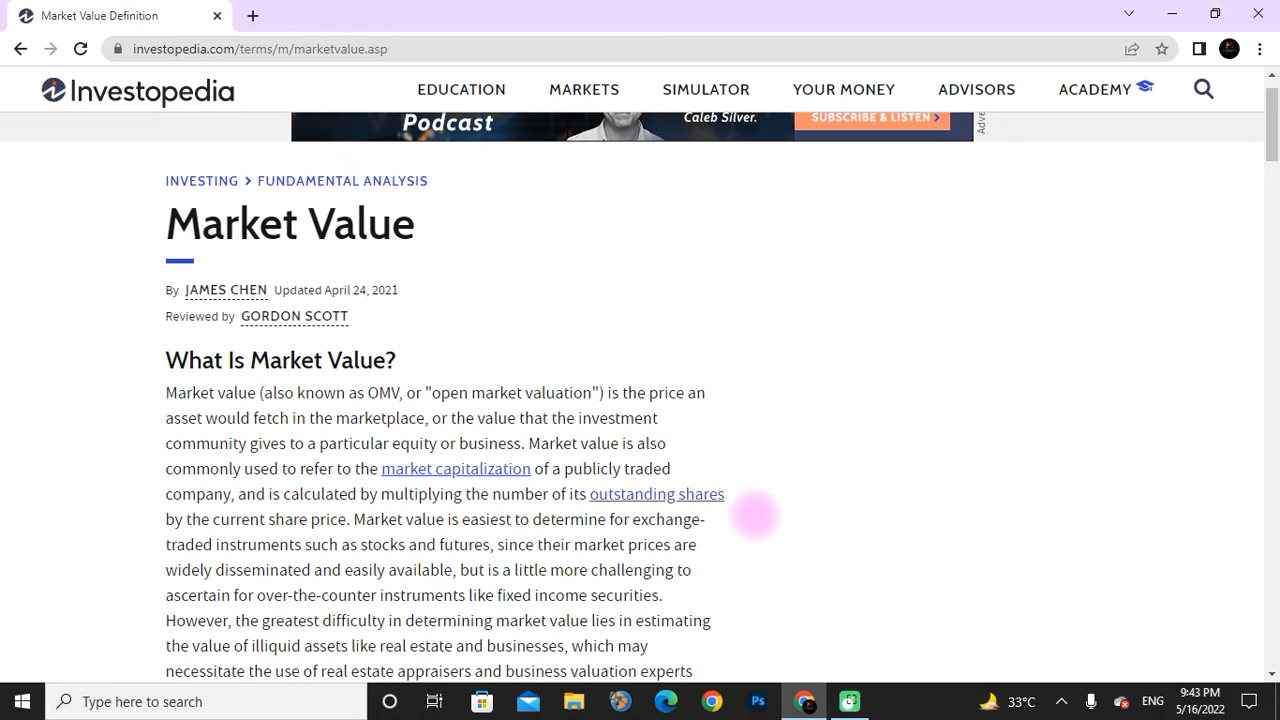 Market Value Definition
investopedia.com/terms/m/marketvalue.asp
Investopedia
EDUCATION MARKETS SIMULATOR YOUR MONEY ADVISORS ACADEMY
Podcast
Caleb Silver.
SUBSCRIBE & LISTEN >
INVESTING > FUNDAMENTAL ANALYSIS
Market Value
By JAMES CHEN Updated April 24, 2021
Reviewed by GORDON SCOTT
What Is Market Value?
Market value (also known as OMV, or "open market valuation") is the price an
asset would fetch in the marketplace, or the value that the investment
community gives to a particular equity or business. Market value is also
commonly used to refer to the market capitalization of a publicly traded
company, and is calculated by multiplying the number of its outstanding shares
by the current share price. Market value is easiest to determine for exchange-
traded instruments such as stocks and futures, since their market prices are
widely disseminated and easily available, but is a little more challenging to
ascertain for over-the-counter instruments like fixed income securities.
However, the greatest difficulty in determining market value lies in estimating
the value of illiquid assets like real estate and businesses, which may
necessitate the use of real estate appraisers and business valuation experts
Type here to search
Ps
33°C
ENG
9:43 PM
5/16/2022